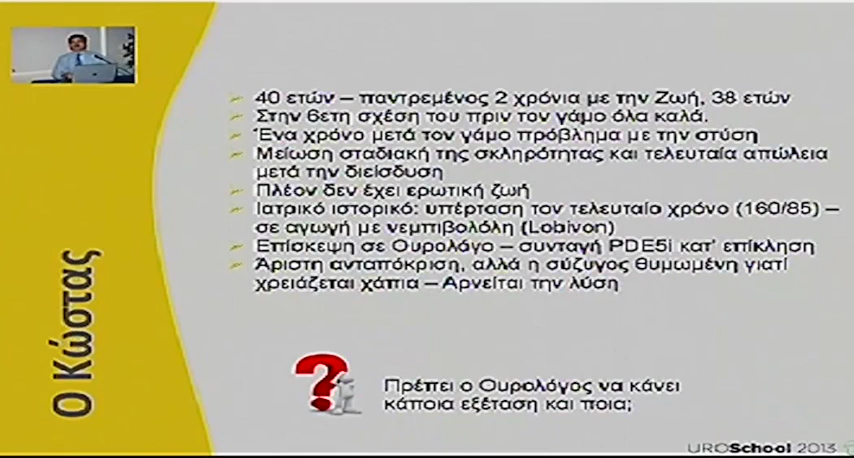 40 ετών – παντρεμένος 2 χρόνια με την Ζωή, 38 ετών
Στην 6ετη σχέση του πριν τον γάμο όλα καλά.
Ένα χρόνο μετά τον γάμο πρόβλημα με την στύση
Μείωση σταδιακή της σκληρότητας και τελευταία απώλεια
μετά την διείσδυση
Πλέον δεν έχει ερωτική ζωή
Ιατρικό ιστορικό: υπέρταση τον τελευταίο χρόνο (160/85) –
σε αγωγή με νεμπιβολόλη (Lobivon)
Επίσκεψη σε Ουρολόγο – συνταγή PDE5i κατ' επίκληση
Άριστη ανταπόκριση, αλλά η σύζυγος θυμωμένη γιατί
χρειάζεται χάπια – Αρνείται την λύση
Ο Κώστας
?
Πρέπει ο Ουρολόγος να κάνει
κάποια εξέταση και ποια;
UROSchool 2013